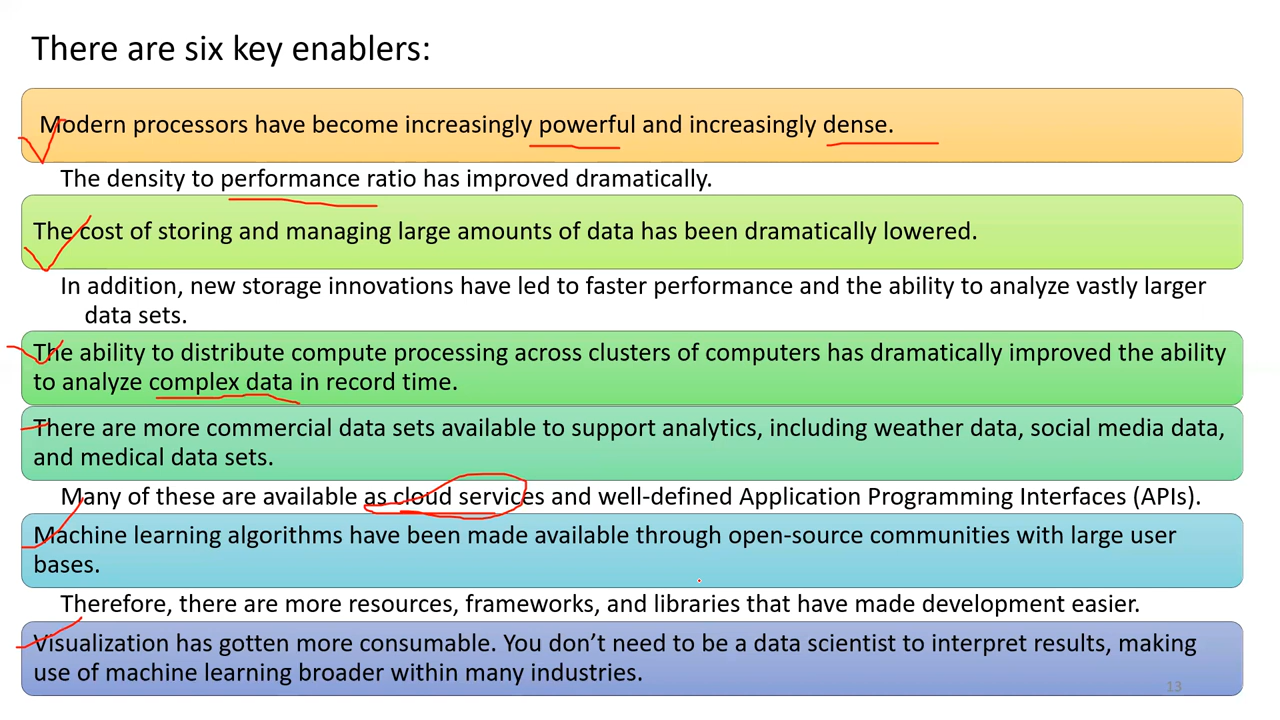 There are six key enablers:
Modern processors have become increasingly powerful and increasingly dense.
The density to performance ratio has improved dramatically.
The cost of storing and managing large amounts of data has been dramatically lowered.
In addition, new storage innovations have led to faster performance and the ability to analyze vastly larger
data sets.
The ability to distribute compute processing across clusters of computers has dramatically improved the ability
to analyze complex data in record time.
There are more commercial data sets available to support analytics, including weather data, social media data,
and medical data sets.
Many of these are available as cloud services and well-defined Application Programming Interfaces (APIs).
Machine learning algorithms have been made available through open-source communities with large user
bases.
Therefore, there are more resources, frameworks, and libraries that have made development easier.
Visualization has gotten more consumable. You don’t need to be a data scientist to interpret results, making
use of machine learning broader within many industries.
13